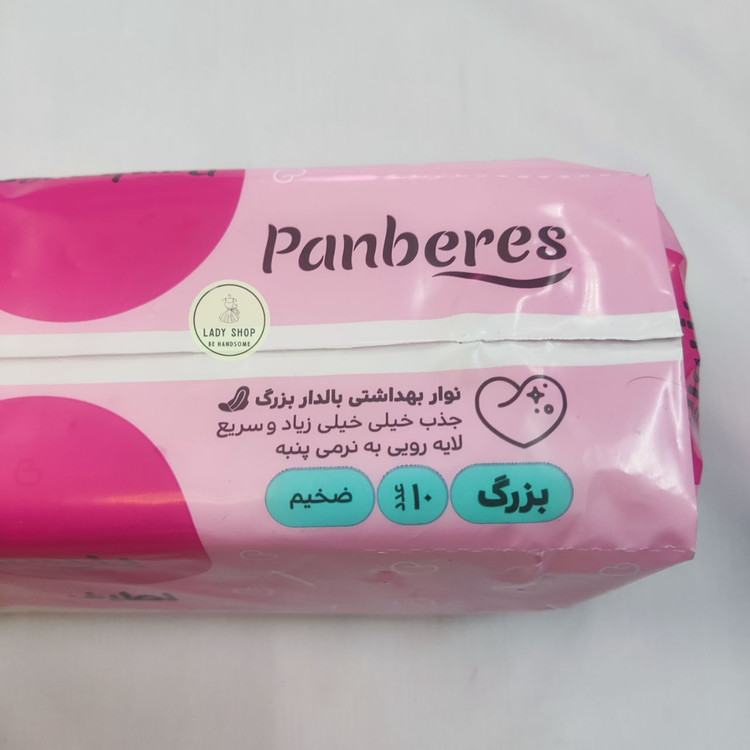 Panberes
LADY SHOP
BE HANDSOME
نوار بهداشتی بالدار بزرگ
جذب خیلی خیلی زیاد و سریع
لایه رویی به نرمی پنبه
بزرگ
۱۰ عدد
ضخیم